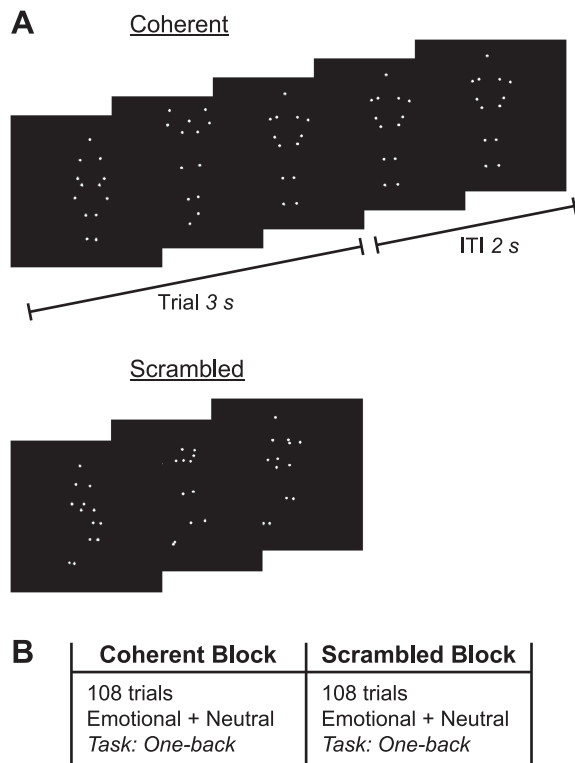 A
Coherent
Trial 3 s
ITI 2 s
Scrambled
B
Coherent Block
Scrambled Block
108 trials
108 trials
Emotional + Neutral
Emotional + Neutral
Task: One-back
Task: One-back